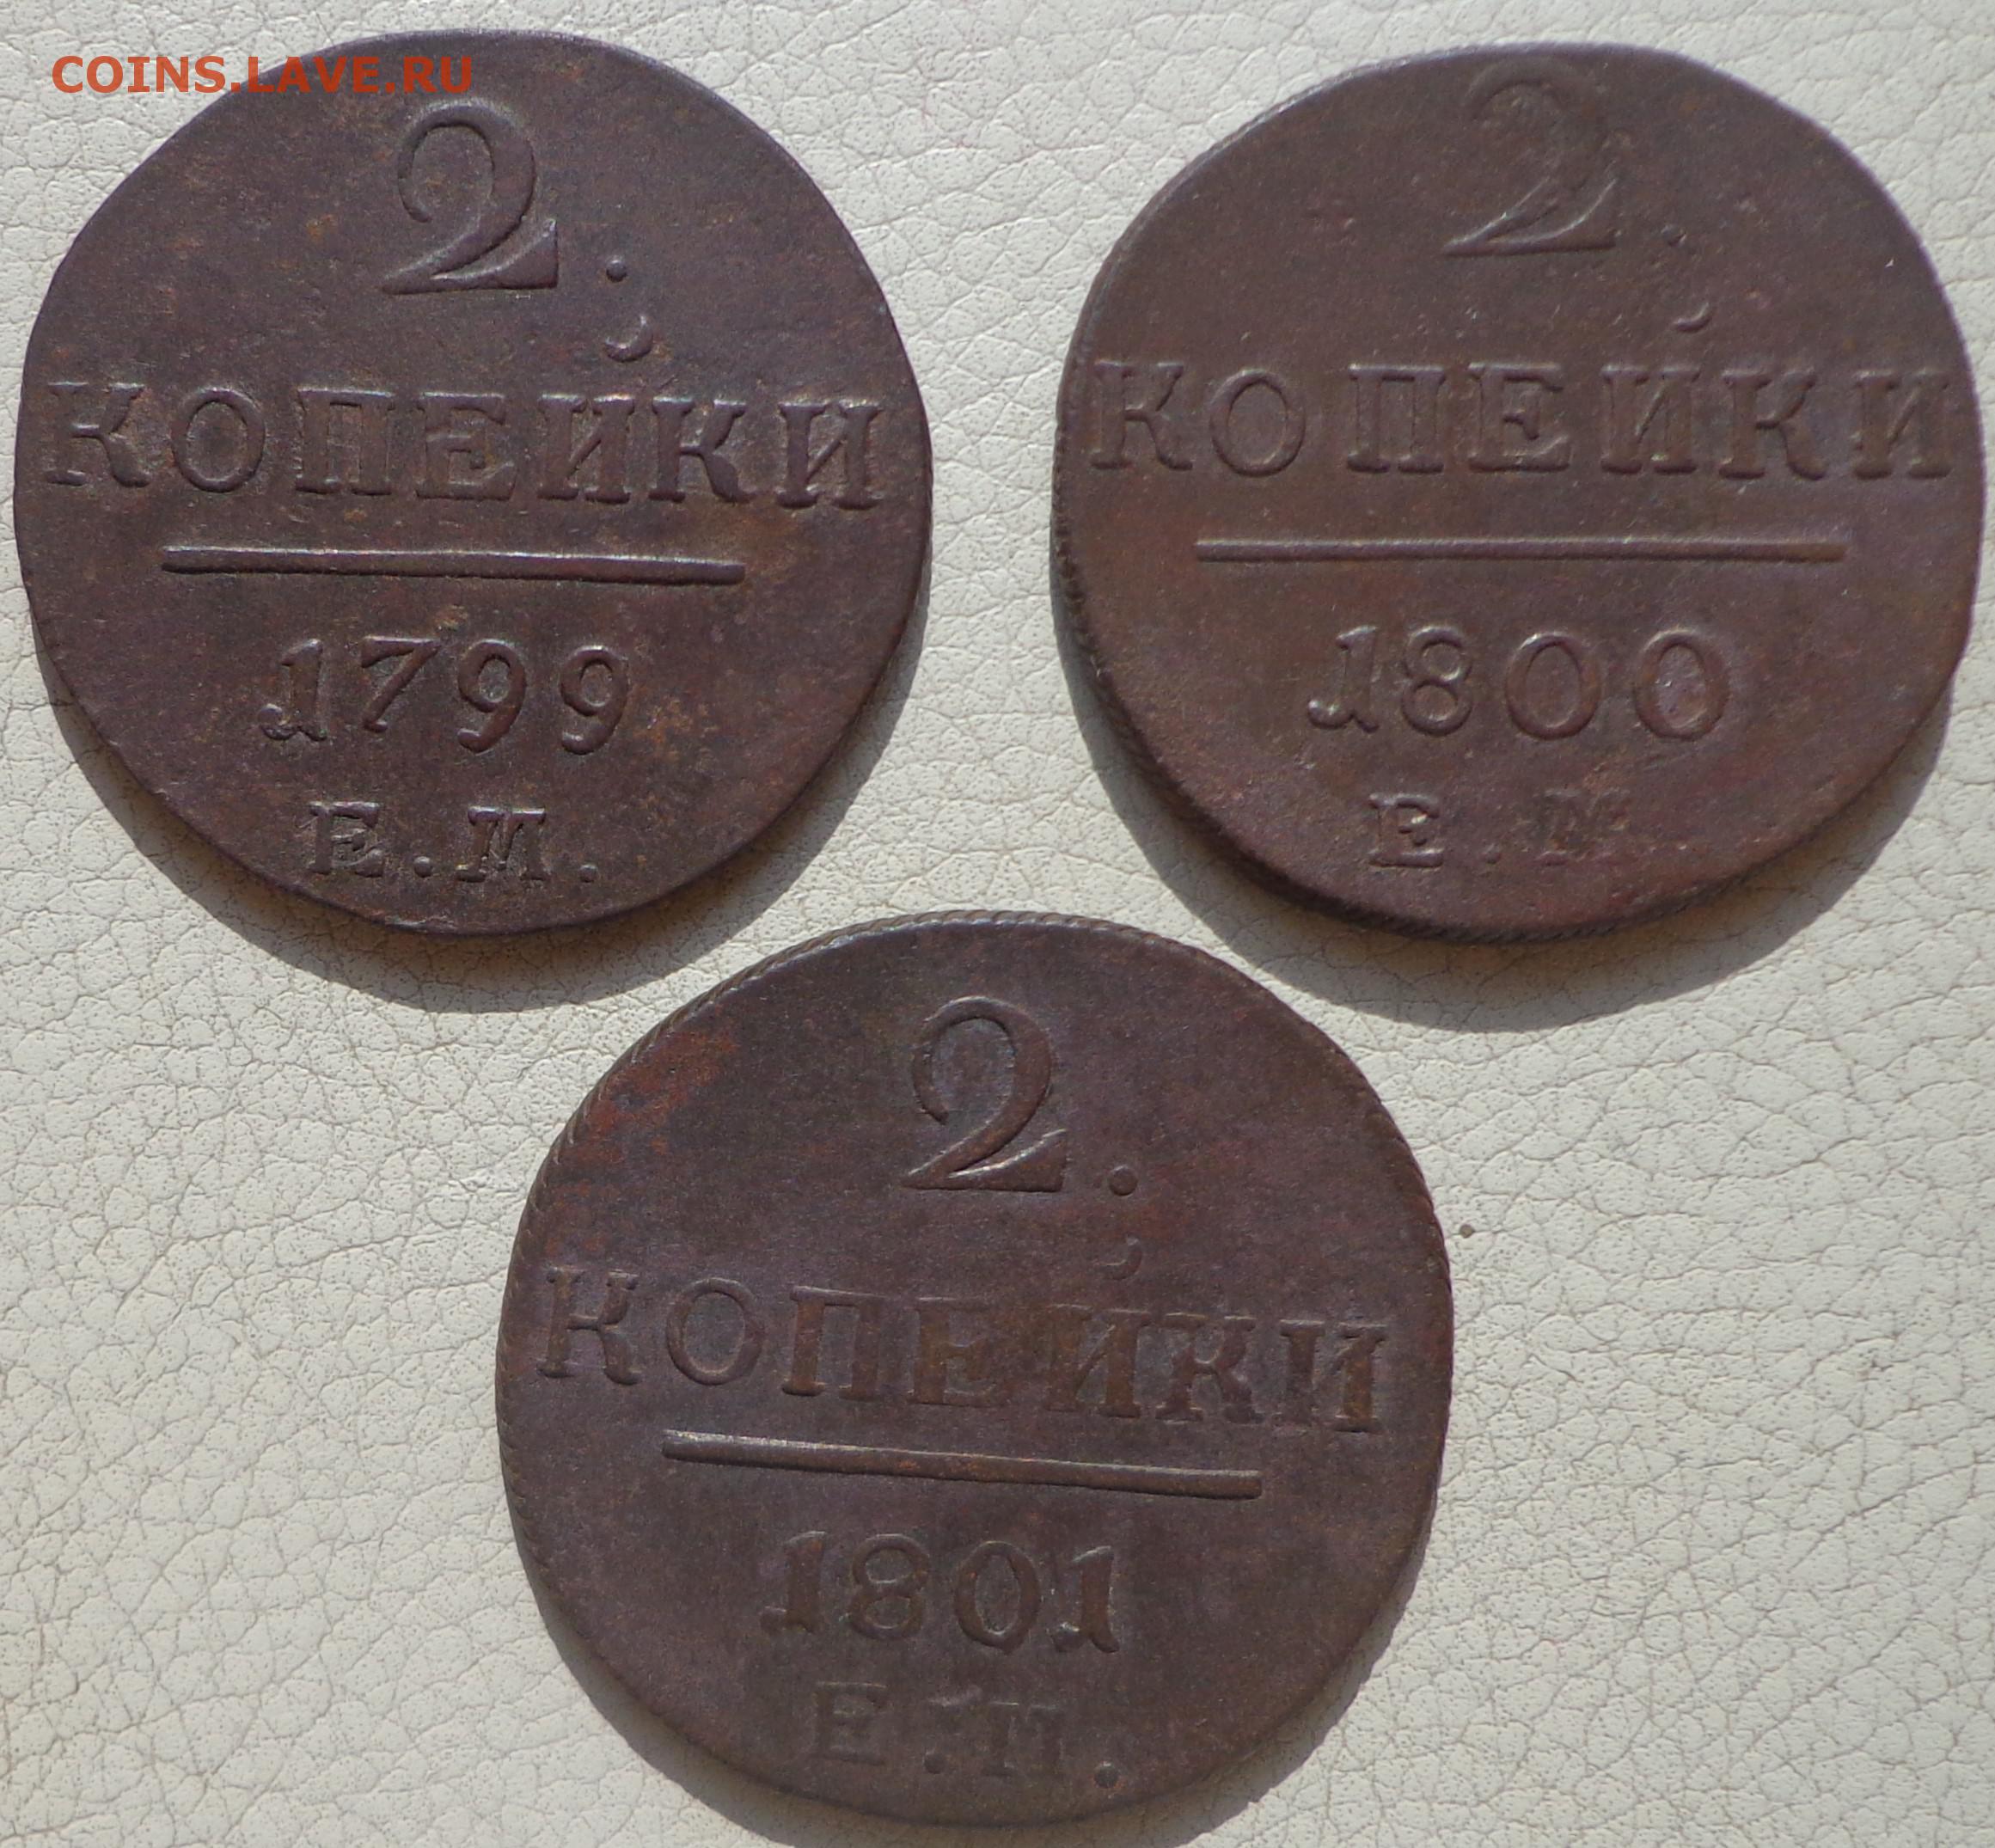 COINS.LAVE.RU
2.
КОПЕЙКИ
1799
Е.М.
2.
КОПЕЙКИ
1800
Е.М.
2.
КОПЕЙКИ
1801
Е.М.